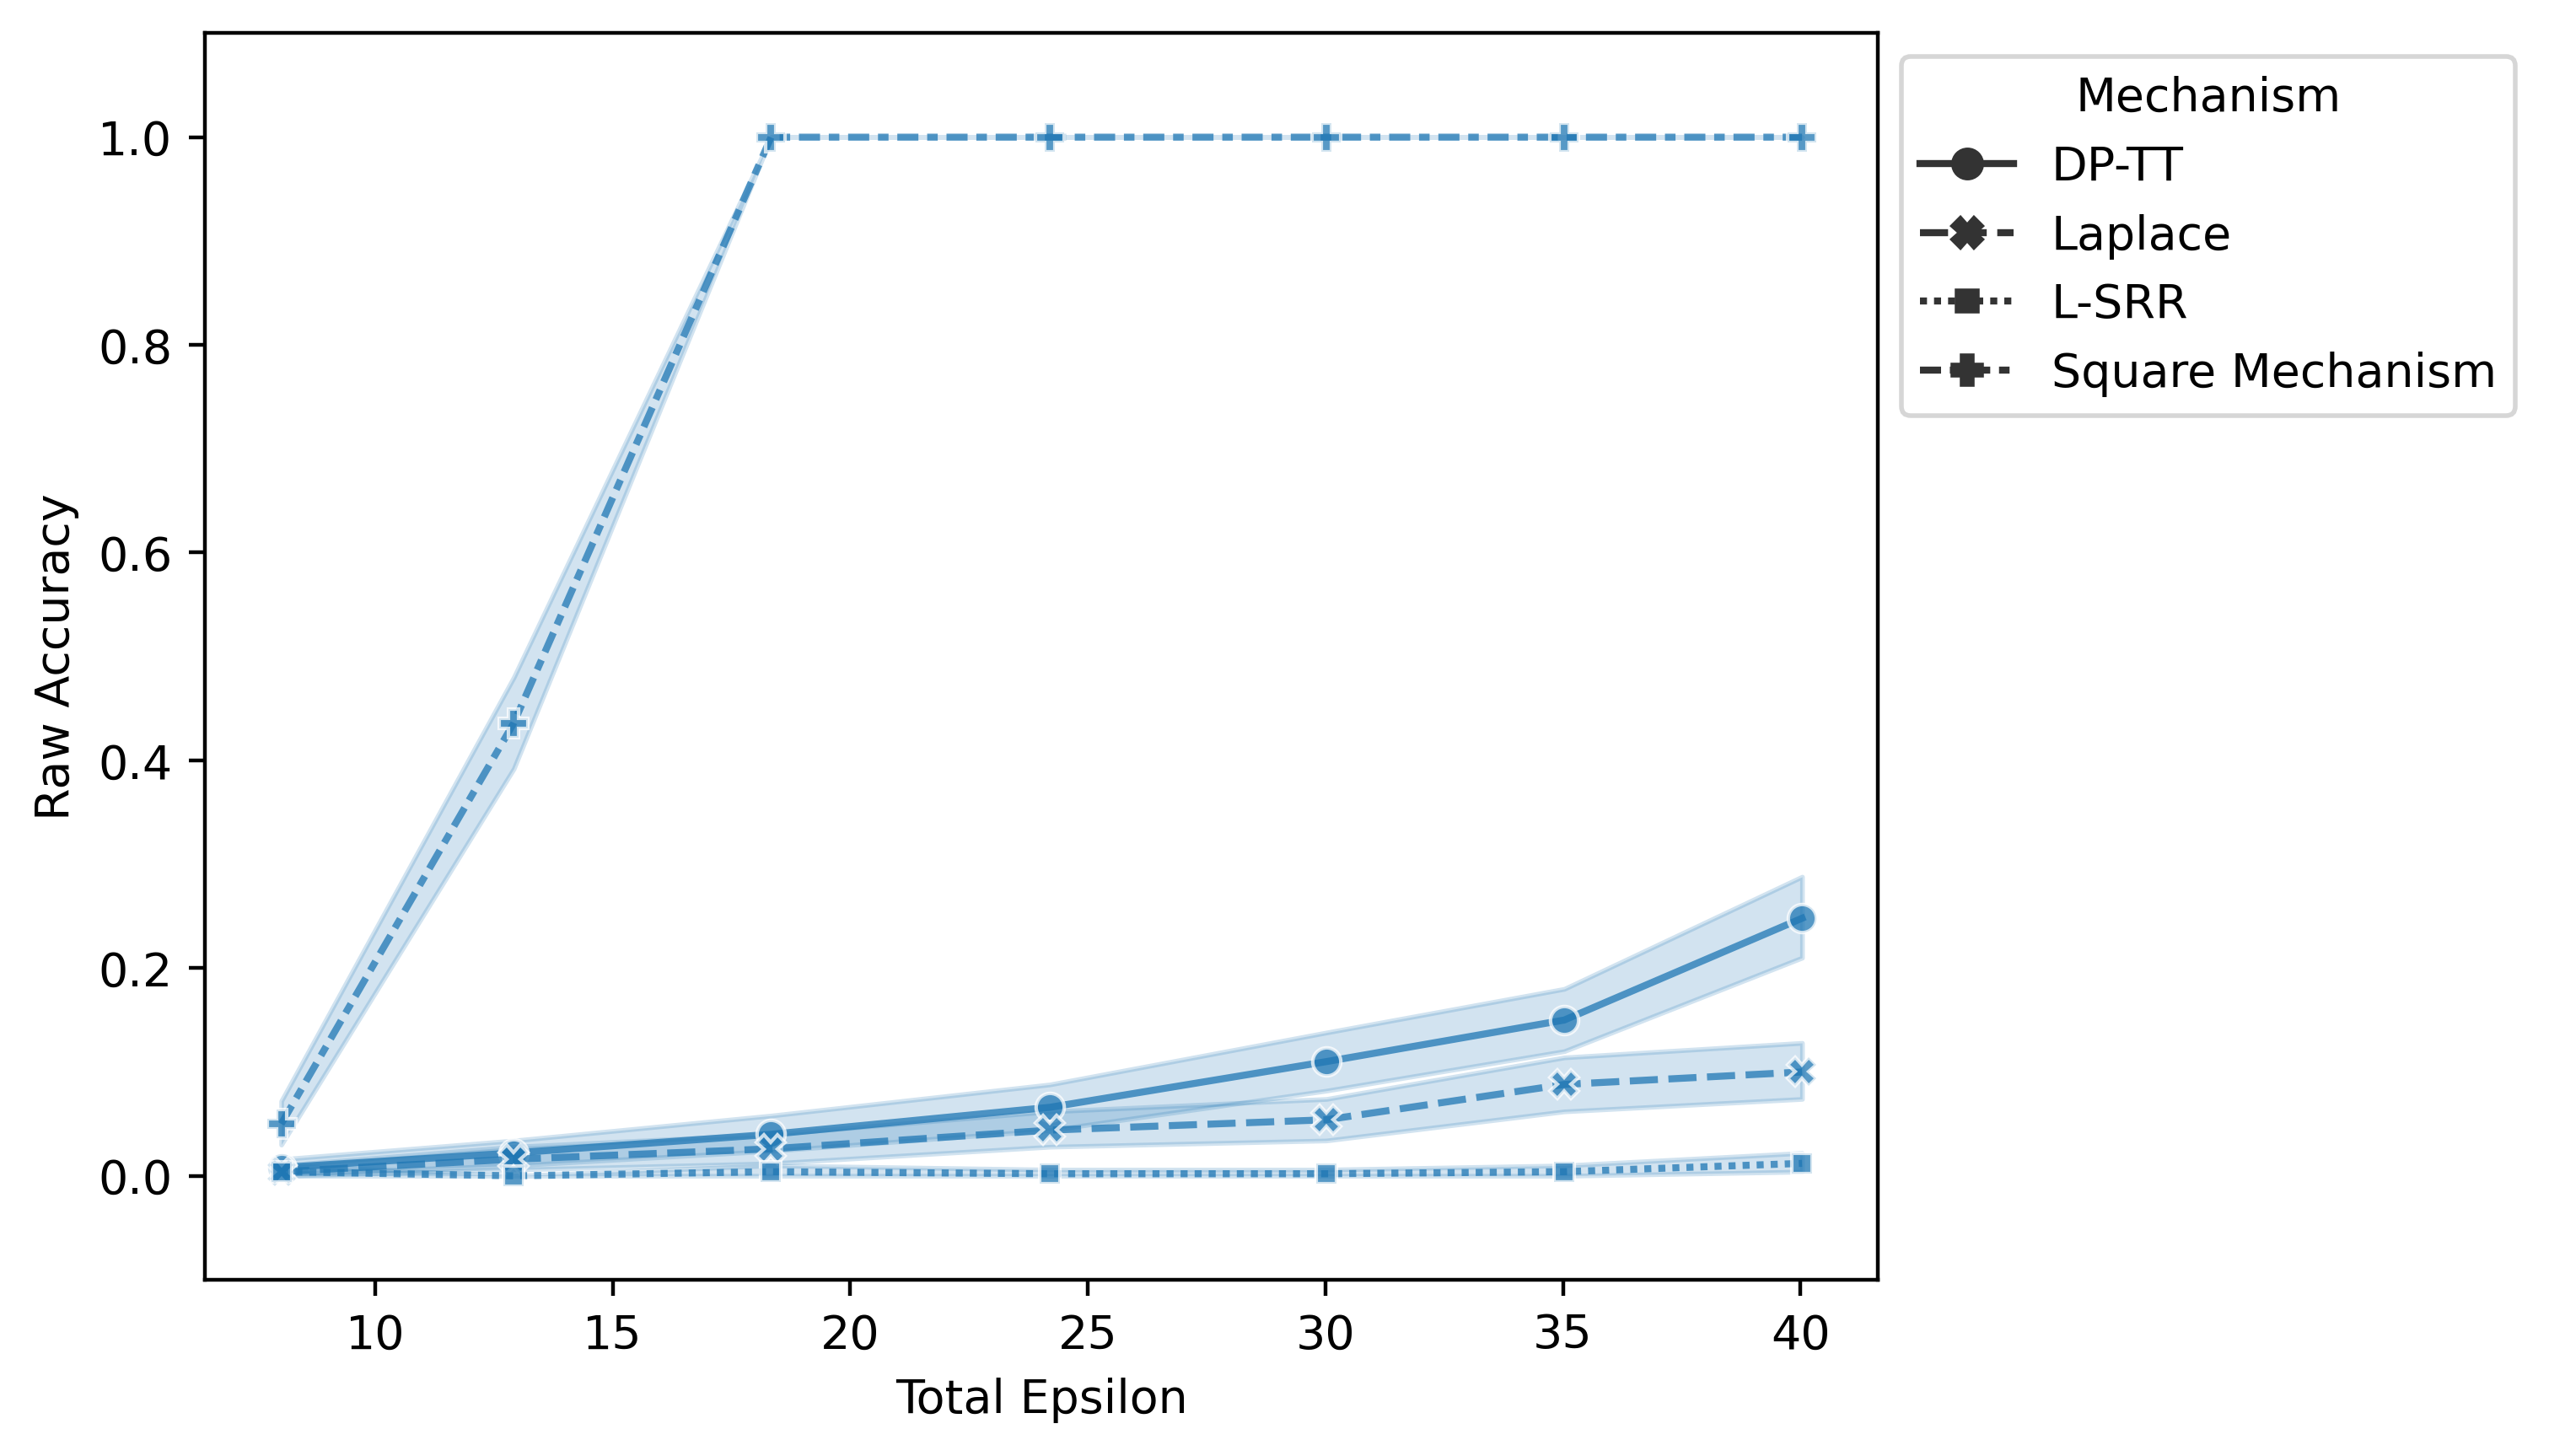 Mechanism
DP-TT
Laplace
L-SRR
Square Mechanism
Raw Accuracy
1.0
0.8
0.6
0.4
0.2
0.0
10 15 20 25 30 35 40
Total Epsilon